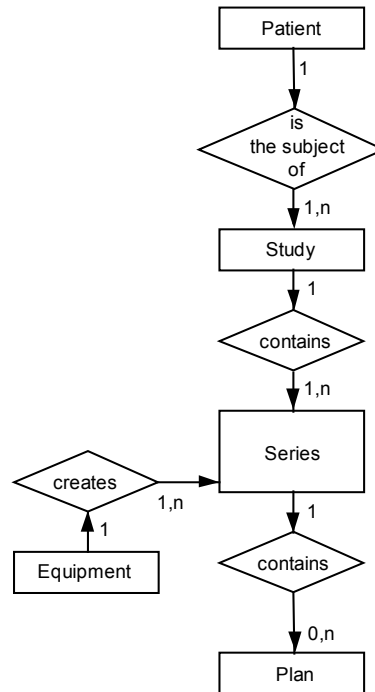 Patient
1
is
the subject
of
1,n
Study
1
contains
1,n
Series
creates
1,n
1
Equipment
1
contains
0,n
Plan